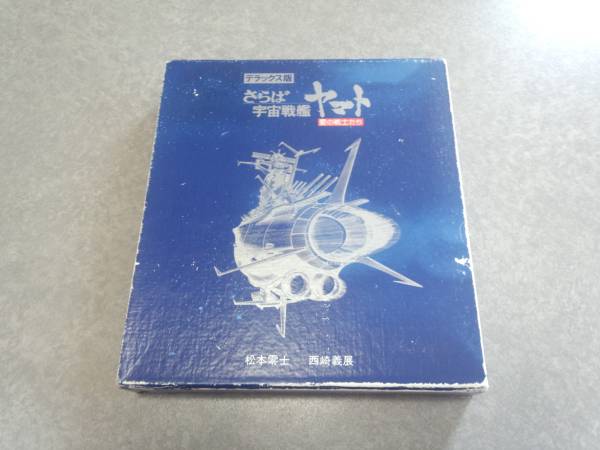 デラックス版
さらば
宇宙戦艦
ヤマト
愛の戦士たち
松本零士 西崎義展